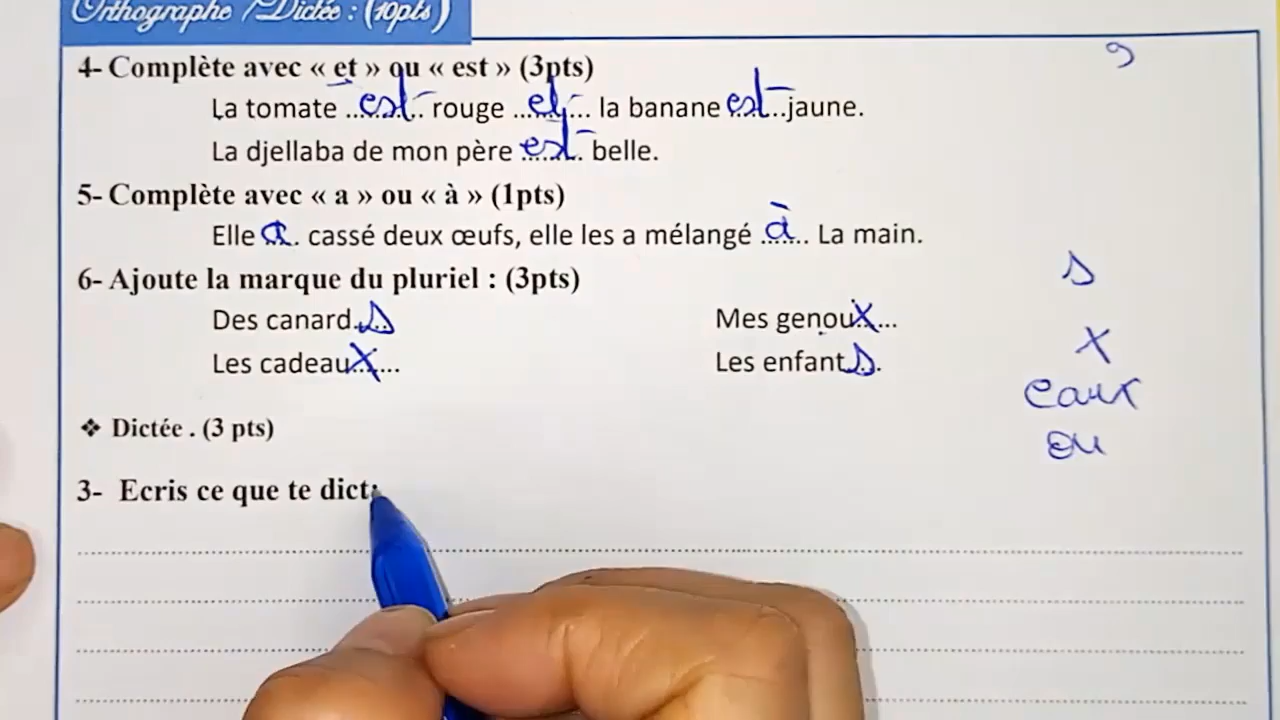 Orthographe /Dictée : (10pts)
4- Complète avec « et » ou « est » (3pts)
La tomate est rouge et la banane est jaune.
La djellaba de mon père est belle.
5- Complète avec « a » ou « à » (1pts)
Elle a cassé deux œufs, elle les a mélangé à La main.
6- Ajoute la marque du pluriel : (3pts)
Des canards Mes genoux
Les cadeaux Les enfants
s
x
eaux
ou
❖ Dictée . (3 pts)
3- Ecris ce que te dict